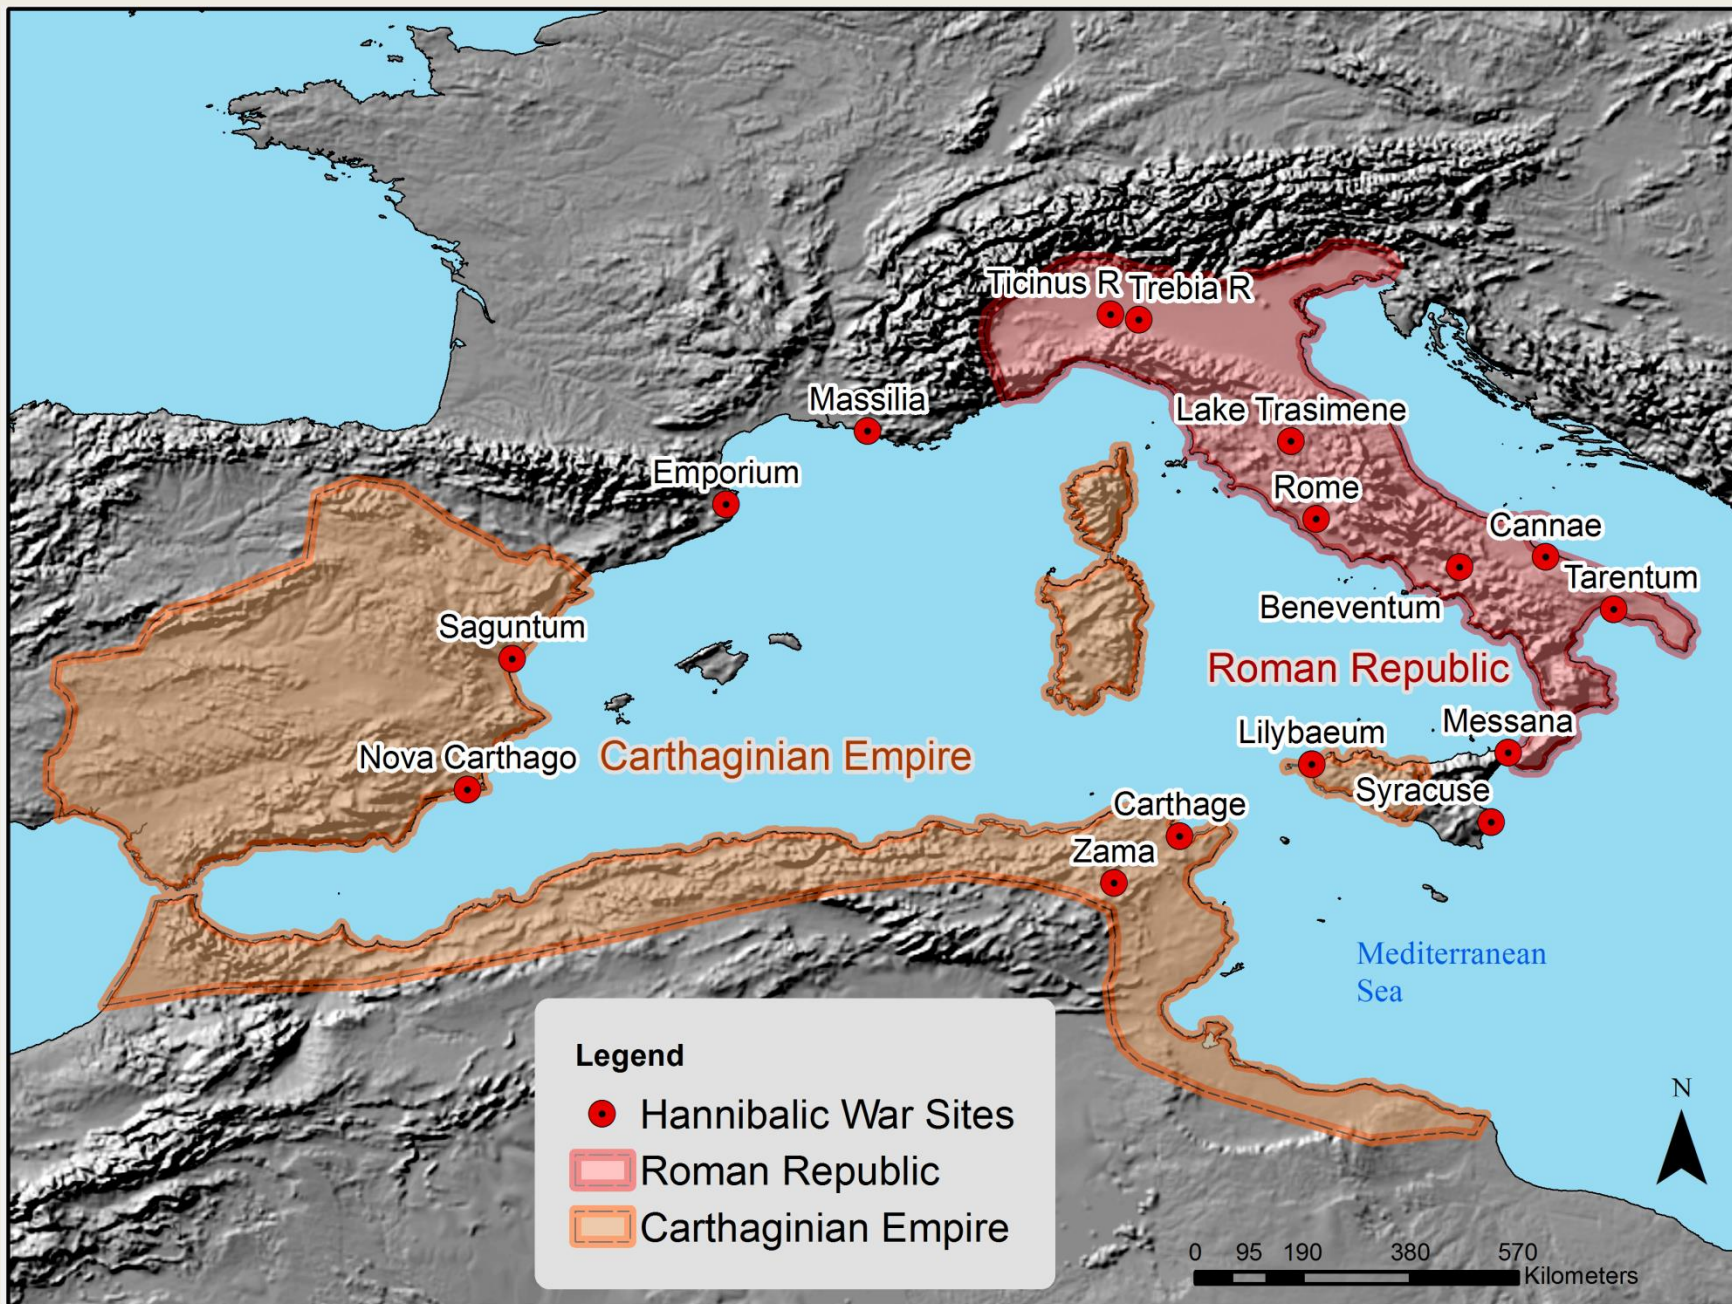 Ticinus R
Trebia R
Massilia
Lake Trasimene
Emporium
Rome
Cannae
Tarentum
Beneventum
Saguntum
Roman Republic
Nova Carthago
Carthaginian Empire
Lilybaeum
Messana
Syracuse
Carthage
Zama
Mediterranean
Sea
Legend
Hannibalic War Sites
Roman Republic
Carthaginian Empire
N
0 95 190 380 570
Kilometers